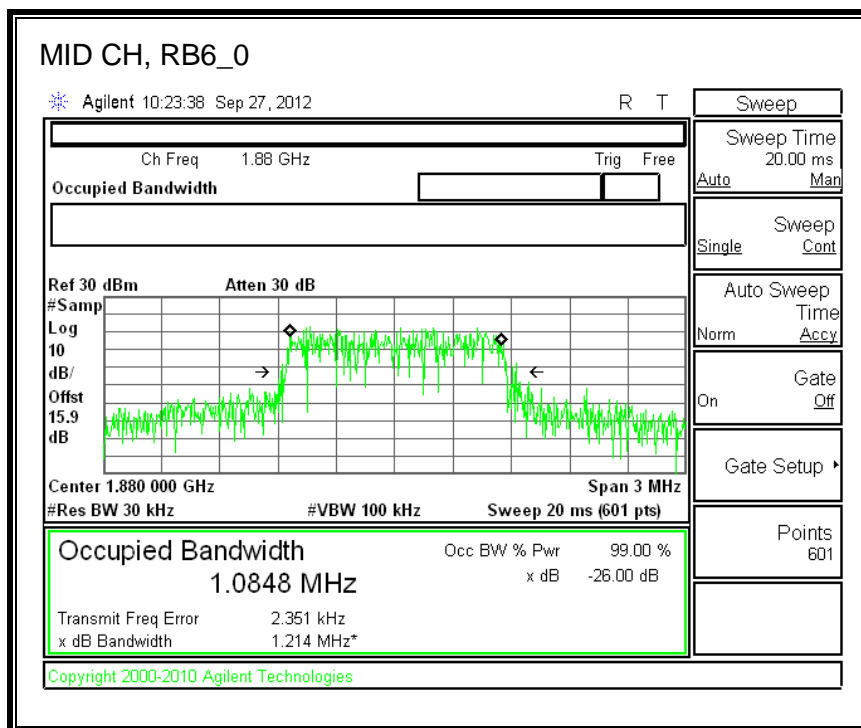 MID CH, RB6_0
Agilent 10:23:38 Sep 27, 2012 R T
Ch Freq 1.88 GHz Trig Free
Occupied Bandwidth
Ref 30 dBm Atten 30 dB
#Samp
Log
10
dB/
Offst
15.9
dB
Center 1.880 000 GHz Span 3 MHz
#Res BW 30 kHz #VBW 100 kHz Sweep 20 ms (601 pts)
Occupied Bandwidth Occ BW % Pwr 99.00 %
1.0848 MHz x dB -26.00 dB
Transmit Freq Error 2.351 kHz
x dB Bandwidth 1.214 MHz*
Copyright 2000-2010 Agilent Technologies
Sweep
Sweep Time
20.00 ms
Auto Man
Sweep
Single Cont
Auto Sweep
Time
Norm Accy
Gate
On Off
Gate Setup
Points
601